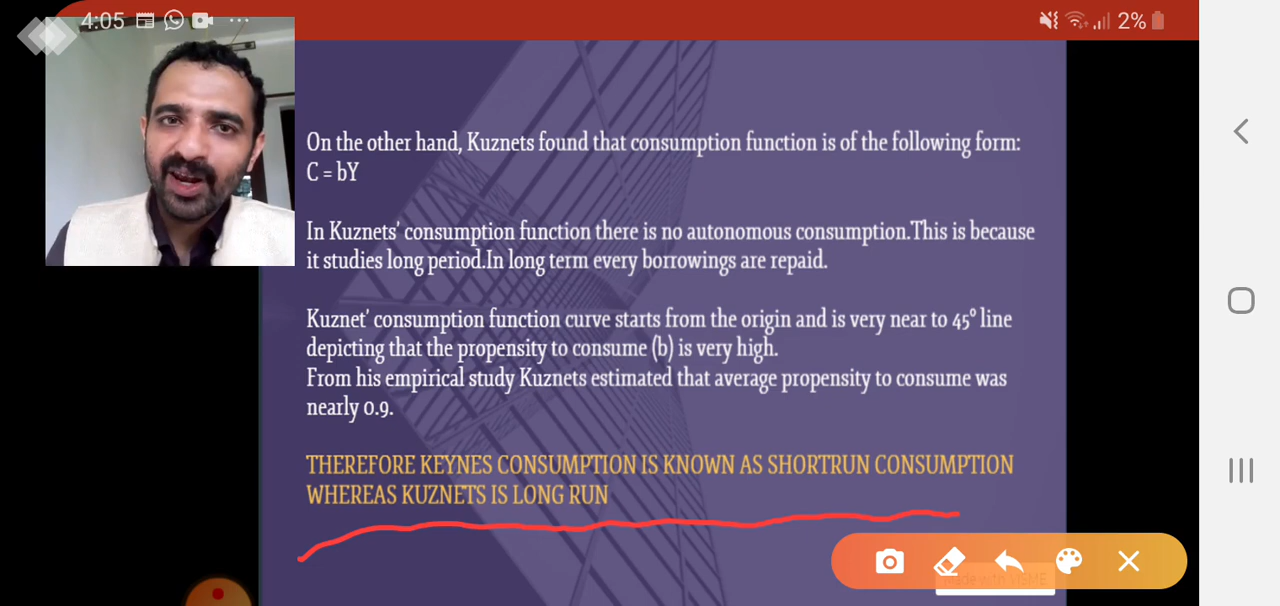 4:05
2%
On the other hand, Kuznets found that consumption function is of the following form:
C = bY
In Kuznets' consumption function there is no autonomous consumption.This is because
it studies long period.In long term every borrowings are repaid.
Kuznet' consumption function curve starts from the origin and is very near to 45° line
depicting that the propensity to consume (b) is very high.
From his empirical study Kuznets estimated that average propensity to consume was
nearly 0.9.
THEREFORE KEYNES CONSUMPTION IS KNOWN AS SHORTRUN CONSUMPTION
WHEREAS KUZNETS IS LONG RUN